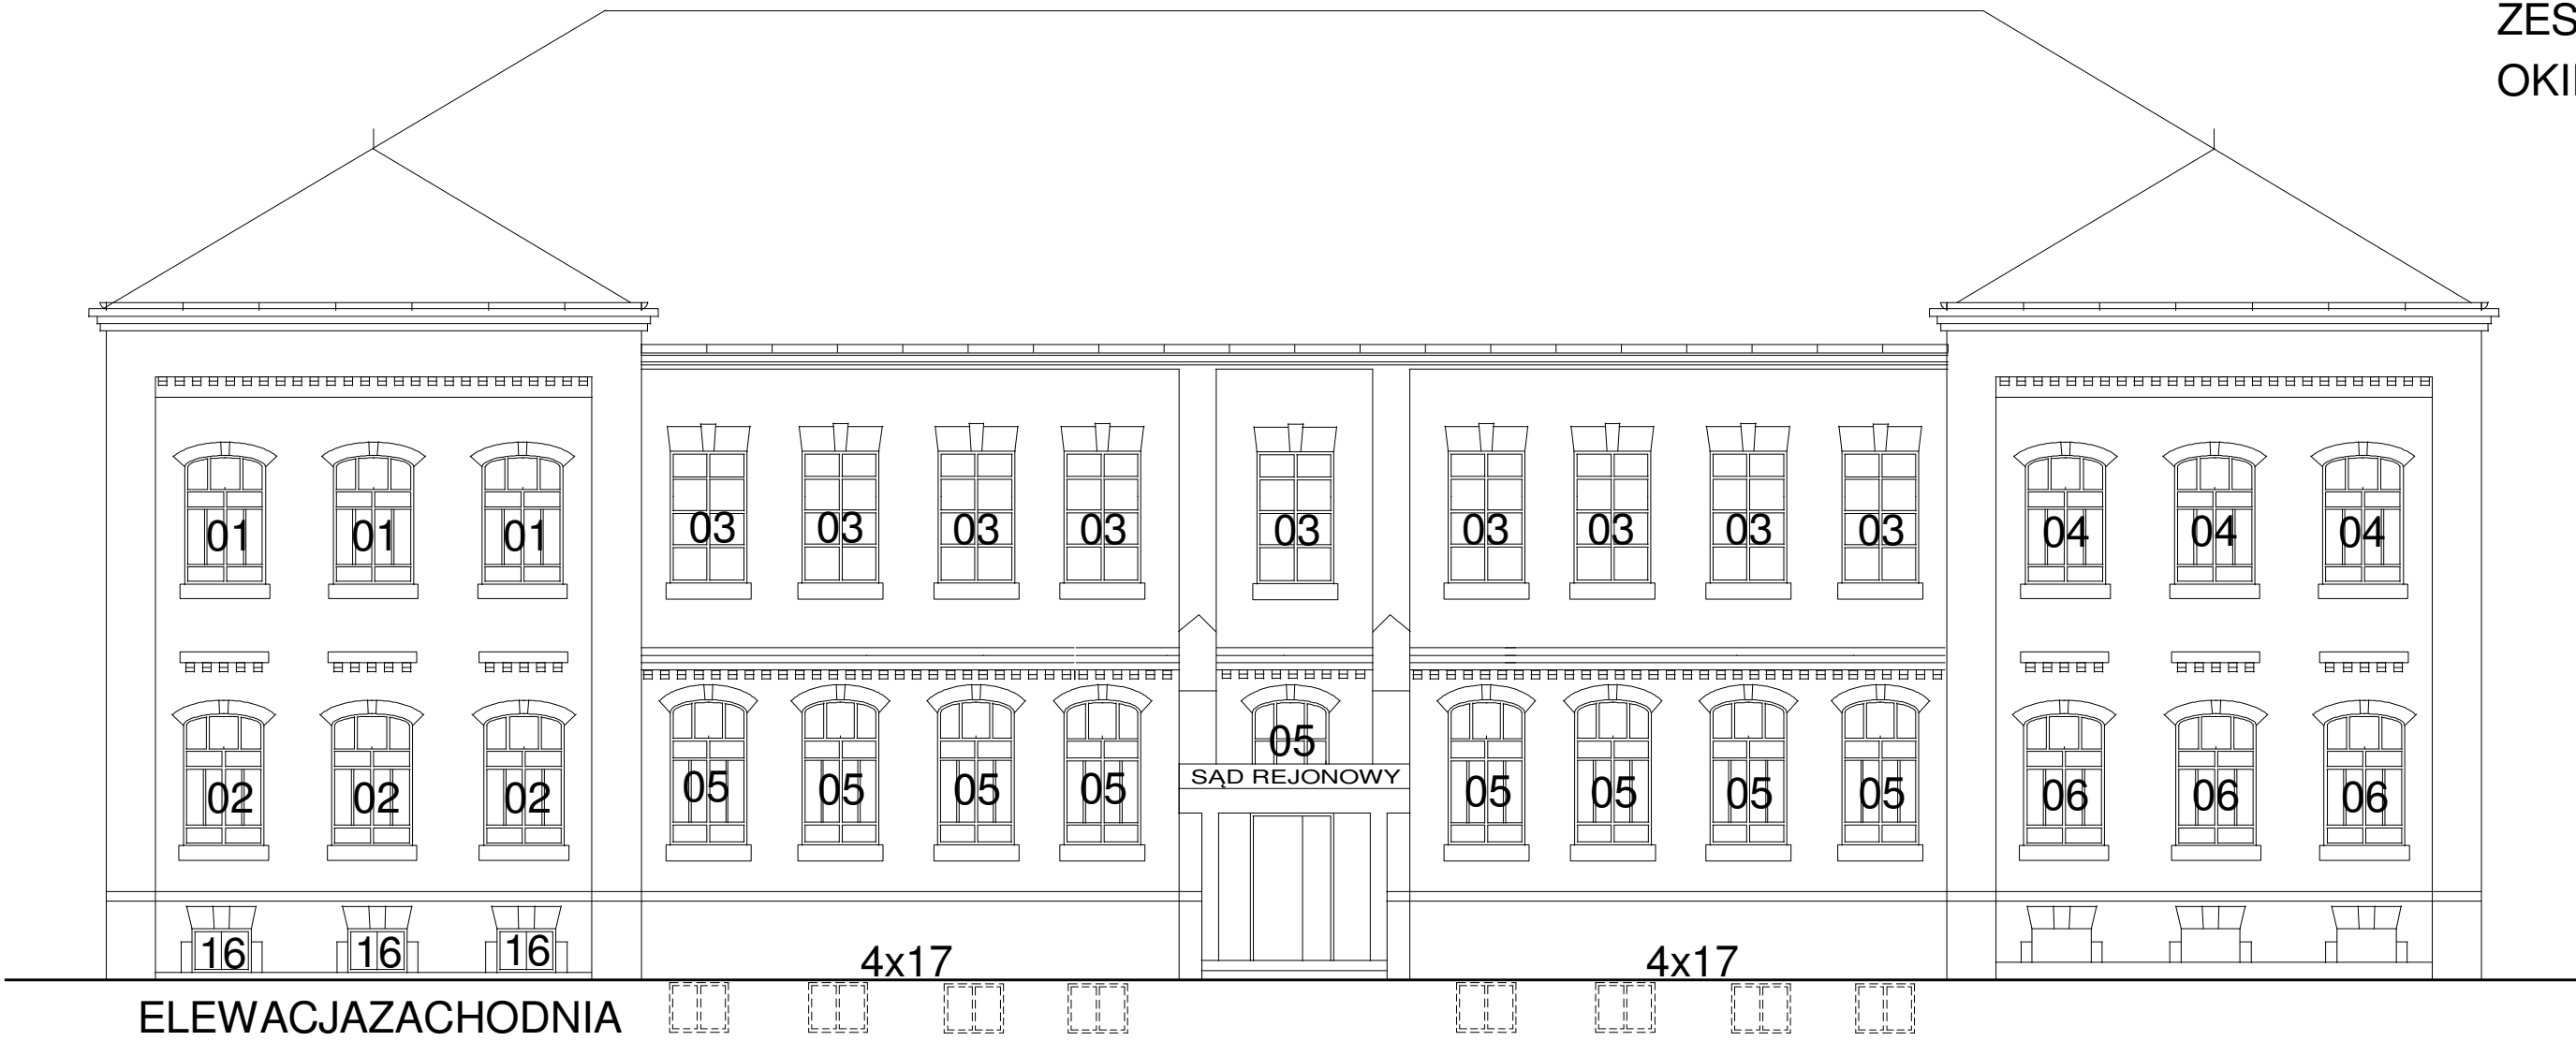 ZES
OKI
01 01 01 03 03 03 03 03 03 03 03 03 04 04 04
05
SĄD REJONOWY
02 02 02 05 05 05 05 05 05 05 05 06 06 06
16 16 16 4x17 4x17
ELEWACJAZACHODNIA